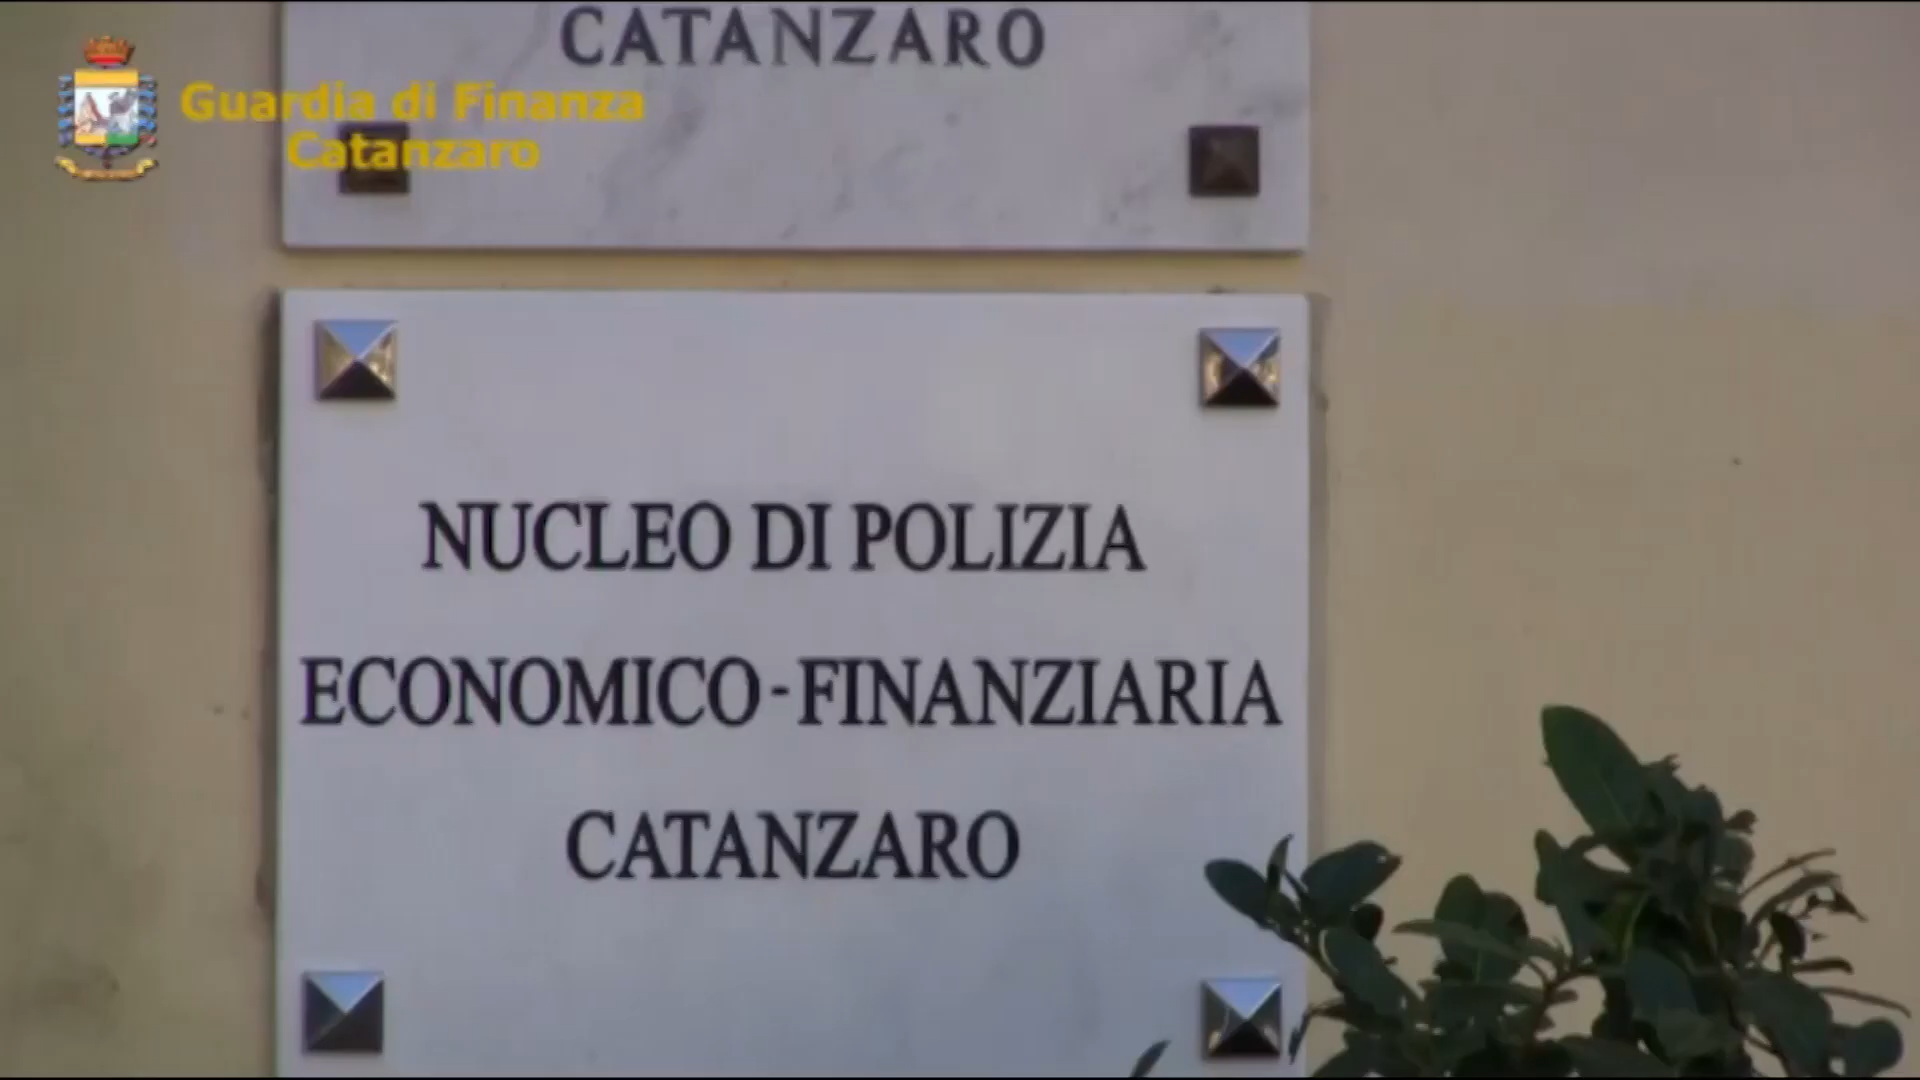 CATANZARO
Guardia di Finanza
Catanzaro
NUCLEO DI POLIZIA
ECONOMICO-FINANZIARIA
CATANZARO